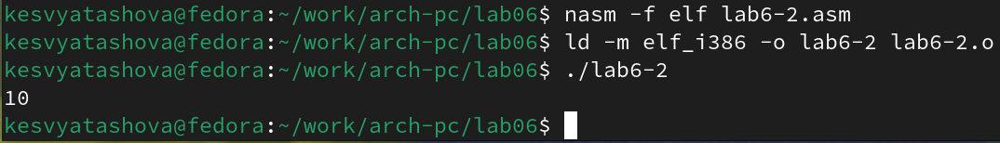 kesvyatashova@fedora:~/work/arch-pc/lab06$ nasm -f elf lab6-2.asm
kesvyatashova@fedora:~/work/arch-pc/lab06$ ld -m elf_i386 -o lab6-2 lab6-2.o
kesvyatashova@fedora:~/work/arch-pc/lab06$ ./lab6-2
10
kesvyatashova@fedora:~/work/arch-pc/lab06$